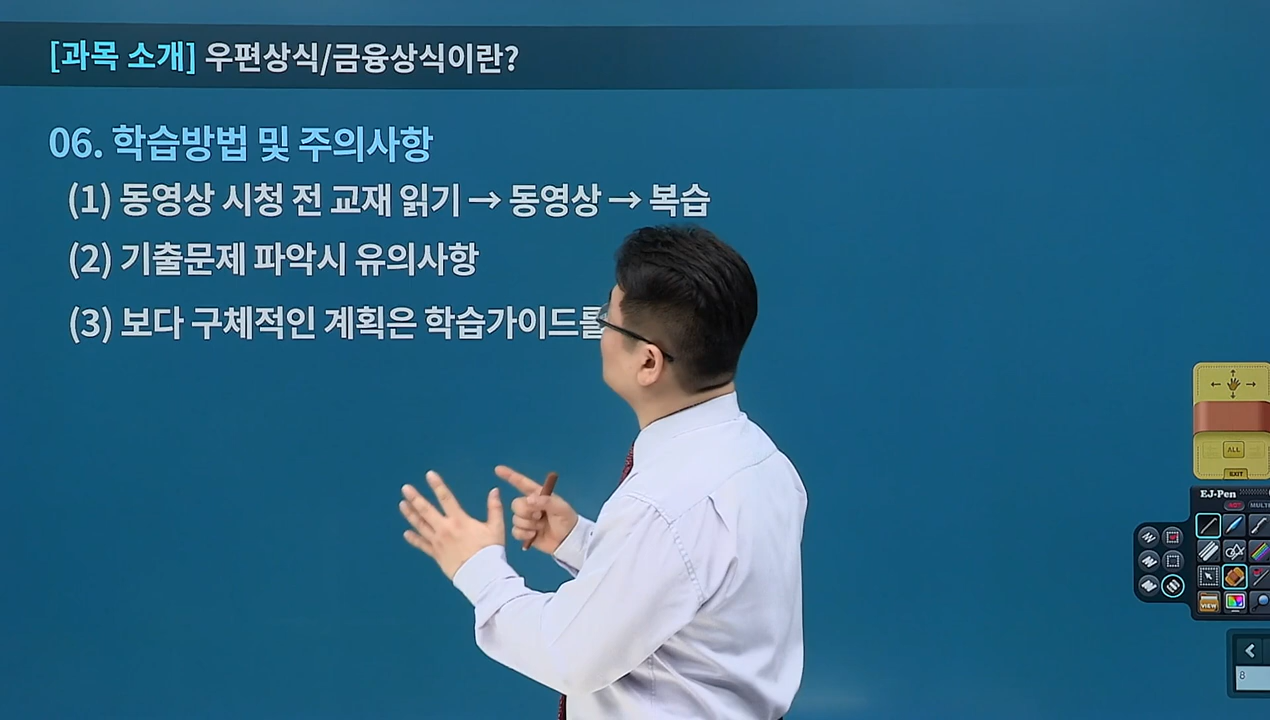 [과목 소개] 우편상식/금융상식이란?
06. 학습방법 및 주의사항
(1) 동영상 시청 전 교재 읽기 → 동영상 → 복습
(2) 기출문제 파악시 유의사항
(3) 보다 구체적인 계획은 학습가이드를
ALL
EXIT
EJ-Pen
MULTI
VIEW
8